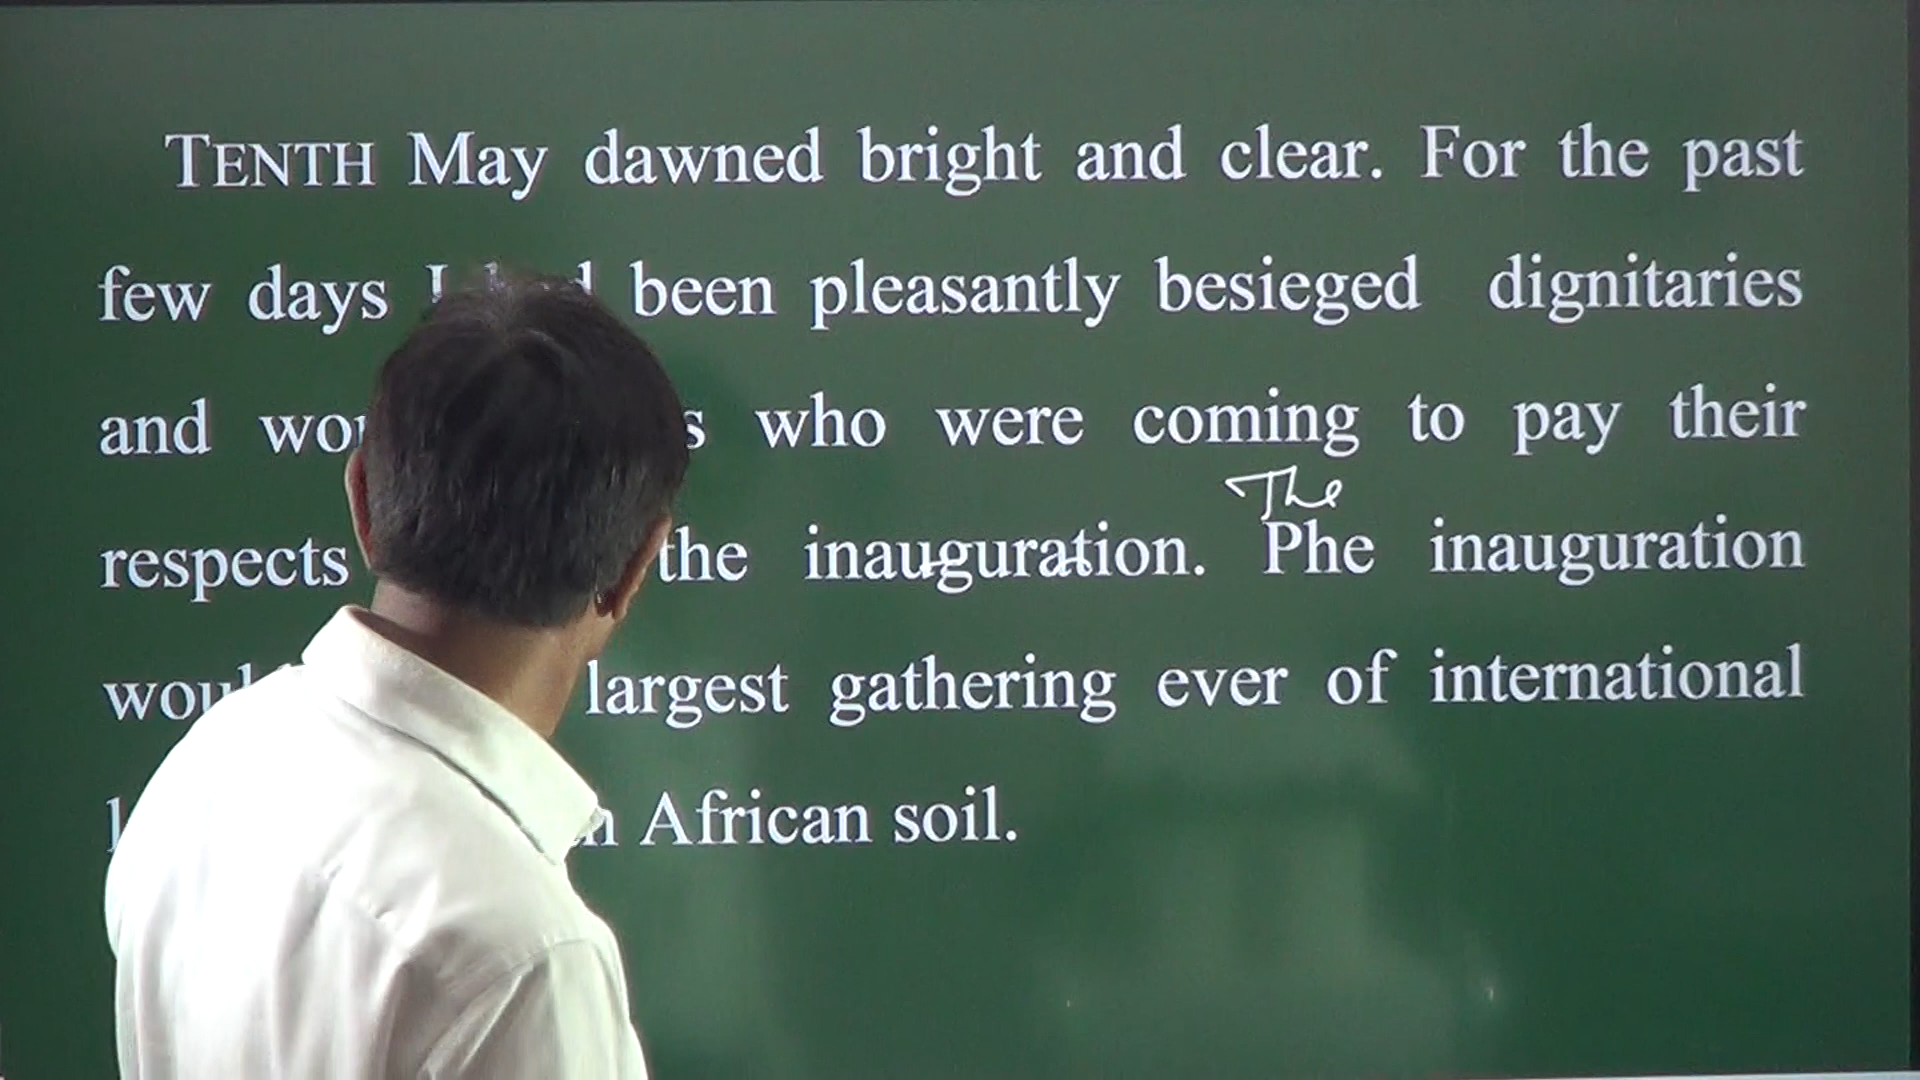 TENTH May dawned bright and clear. For the past
few days I had been pleasantly besieged dignitaries
and who were coming to pay their
The
respects the inauguration. Phe inauguration
largest gathering ever of international
African soil.